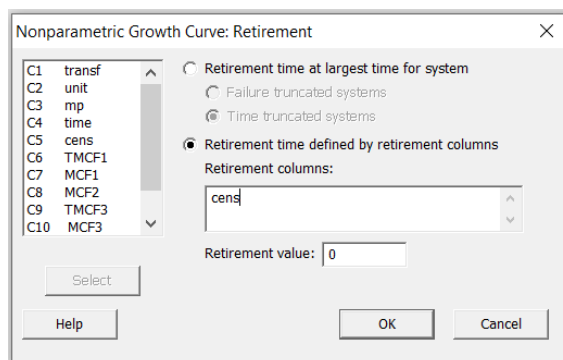 Nonparametric Growth Curve: Retirement
C1 transf
C2 unit
C3 mp
C4 time
C5 cens
C6 TMCF1
C7 MCF1
C8 MCF2
C9 TMCF3
C10 MCF3
Select
Retirement time at largest time for system
Failure truncated systems
Time truncated systems
Retirement time defined by retirement columns
Retirement columns:
cens
Retirement value: 0
Help
OK
Cancel